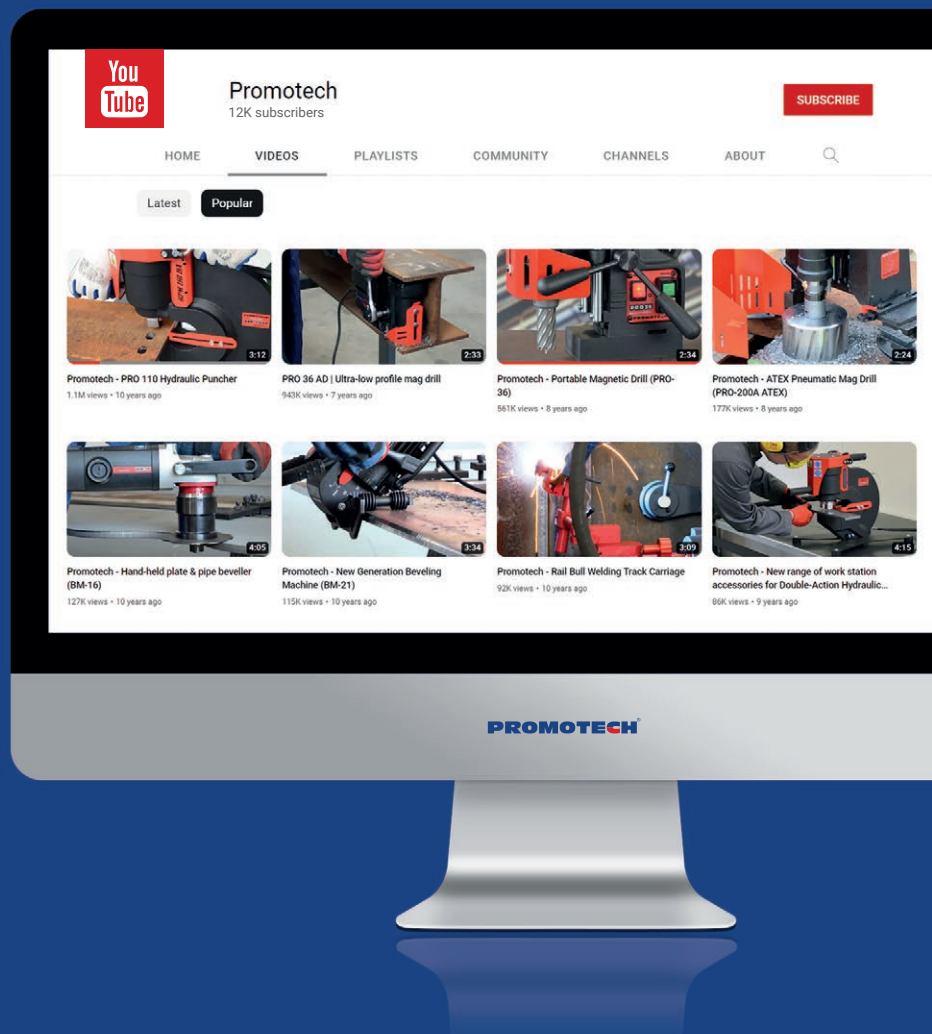 You
Tube
Promotech
12K subscribers
SUBSCRIBE
HOME VIDEOS PLAYLISTS COMMUNITY CHANNELS ABOUT
Latest Popular
3:12
2:33
2:34
2:24
Promotech - PRO 110 Hydraulic Puncher
1.1M views • 10 years ago
PRO 36 AD | Ultra-low profile mag drill
943K views • 7 years ago
Promotech - Portable Magnetic Drill (PRO-
36)
561K views • 8 years ago
Promotech - ATEX Pneumatic Mag Drill
(PRO-200A ATEX)
177K views • 8 years ago
4:05
3:34
3:09
4:15
Promotech - Hand-held plate & pipe beveller
(BM-16)
127K views • 10 years ago
Promotech - New Generation Beveling
Machine (BM-21)
115K views • 10 years ago
Promotech - Rail Bull Welding Track Carriage
92K views • 10 years ago
Promotech - New range of work station
accessories for Double-Action Hydraulic...
86K views • 9 years ago
PROMOTECH®